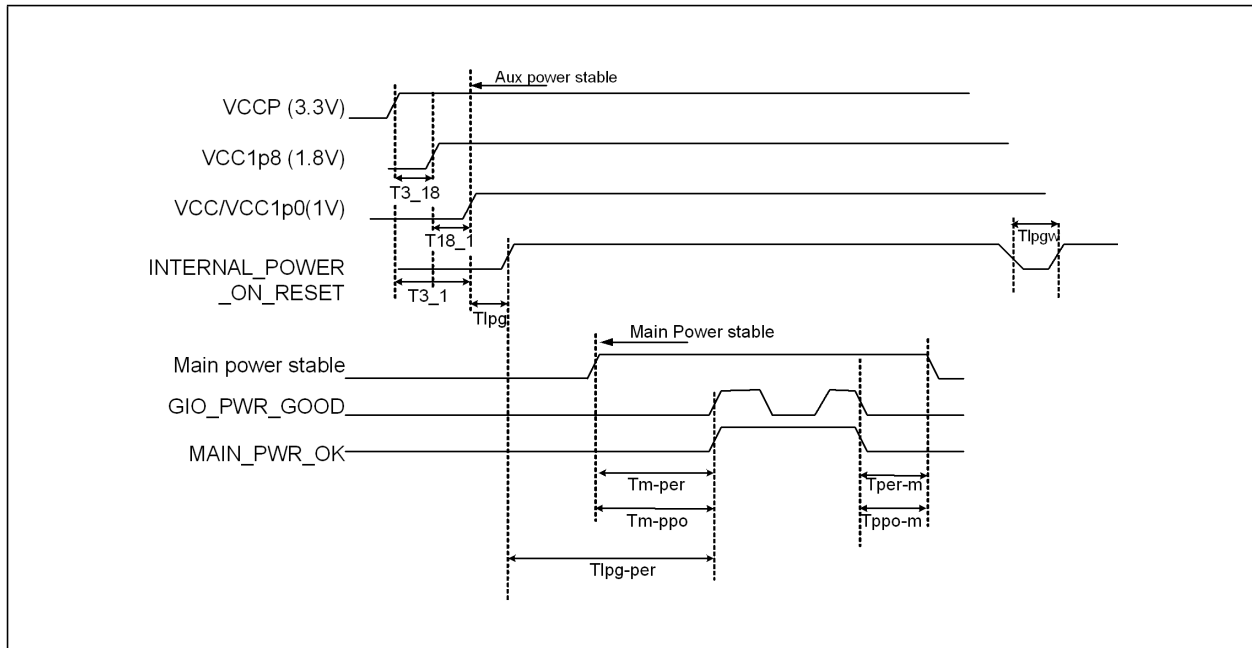 Aux power stable
VCCP (3.3V)
VCC1p8 (1.8V)
T3_18
VCC/VCC1p0(1V)
T18_1
Tlpgw
INTERNAL_POWER
_ON_RESET
T3_1
Tlpg
Main Power stable
Main power stable
GIO_PWR_GOOD
MAIN_PWR_OK
Tm-per
Tper-m
Tm-ppo
Tppo-m
Tlpg-per